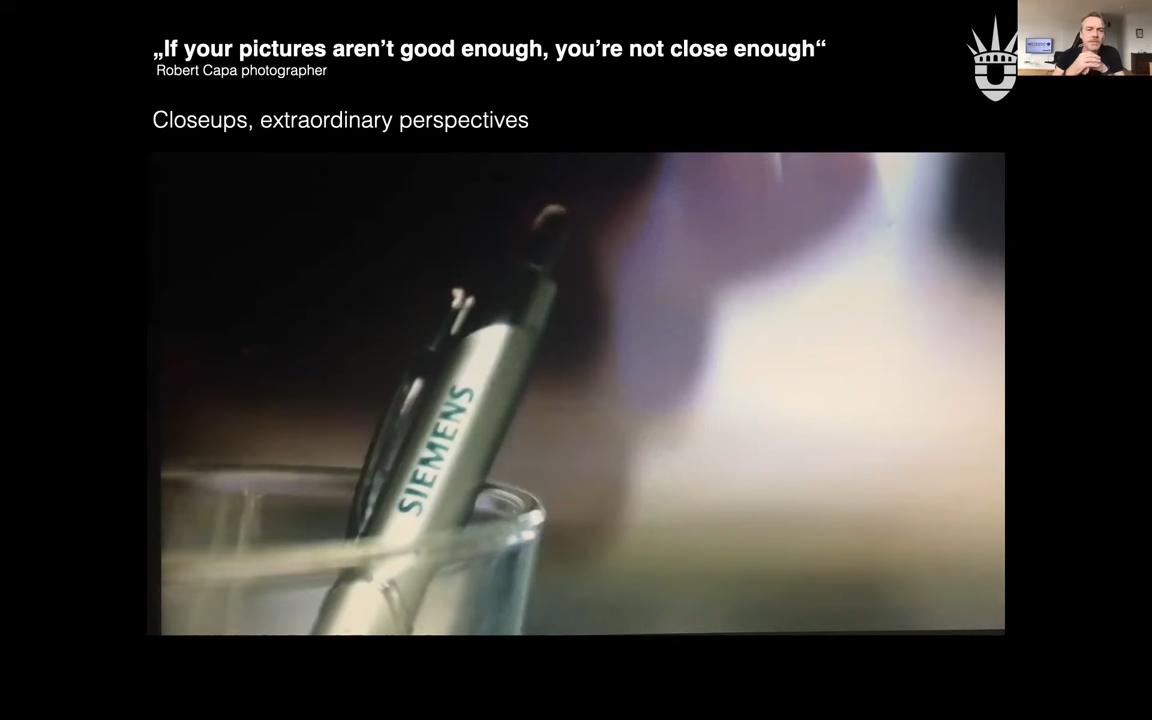 „If your pictures aren’t good enough, you’re not close enough“
Robert Capa photographer
Closeups, extraordinary perspectives
SIEMENS